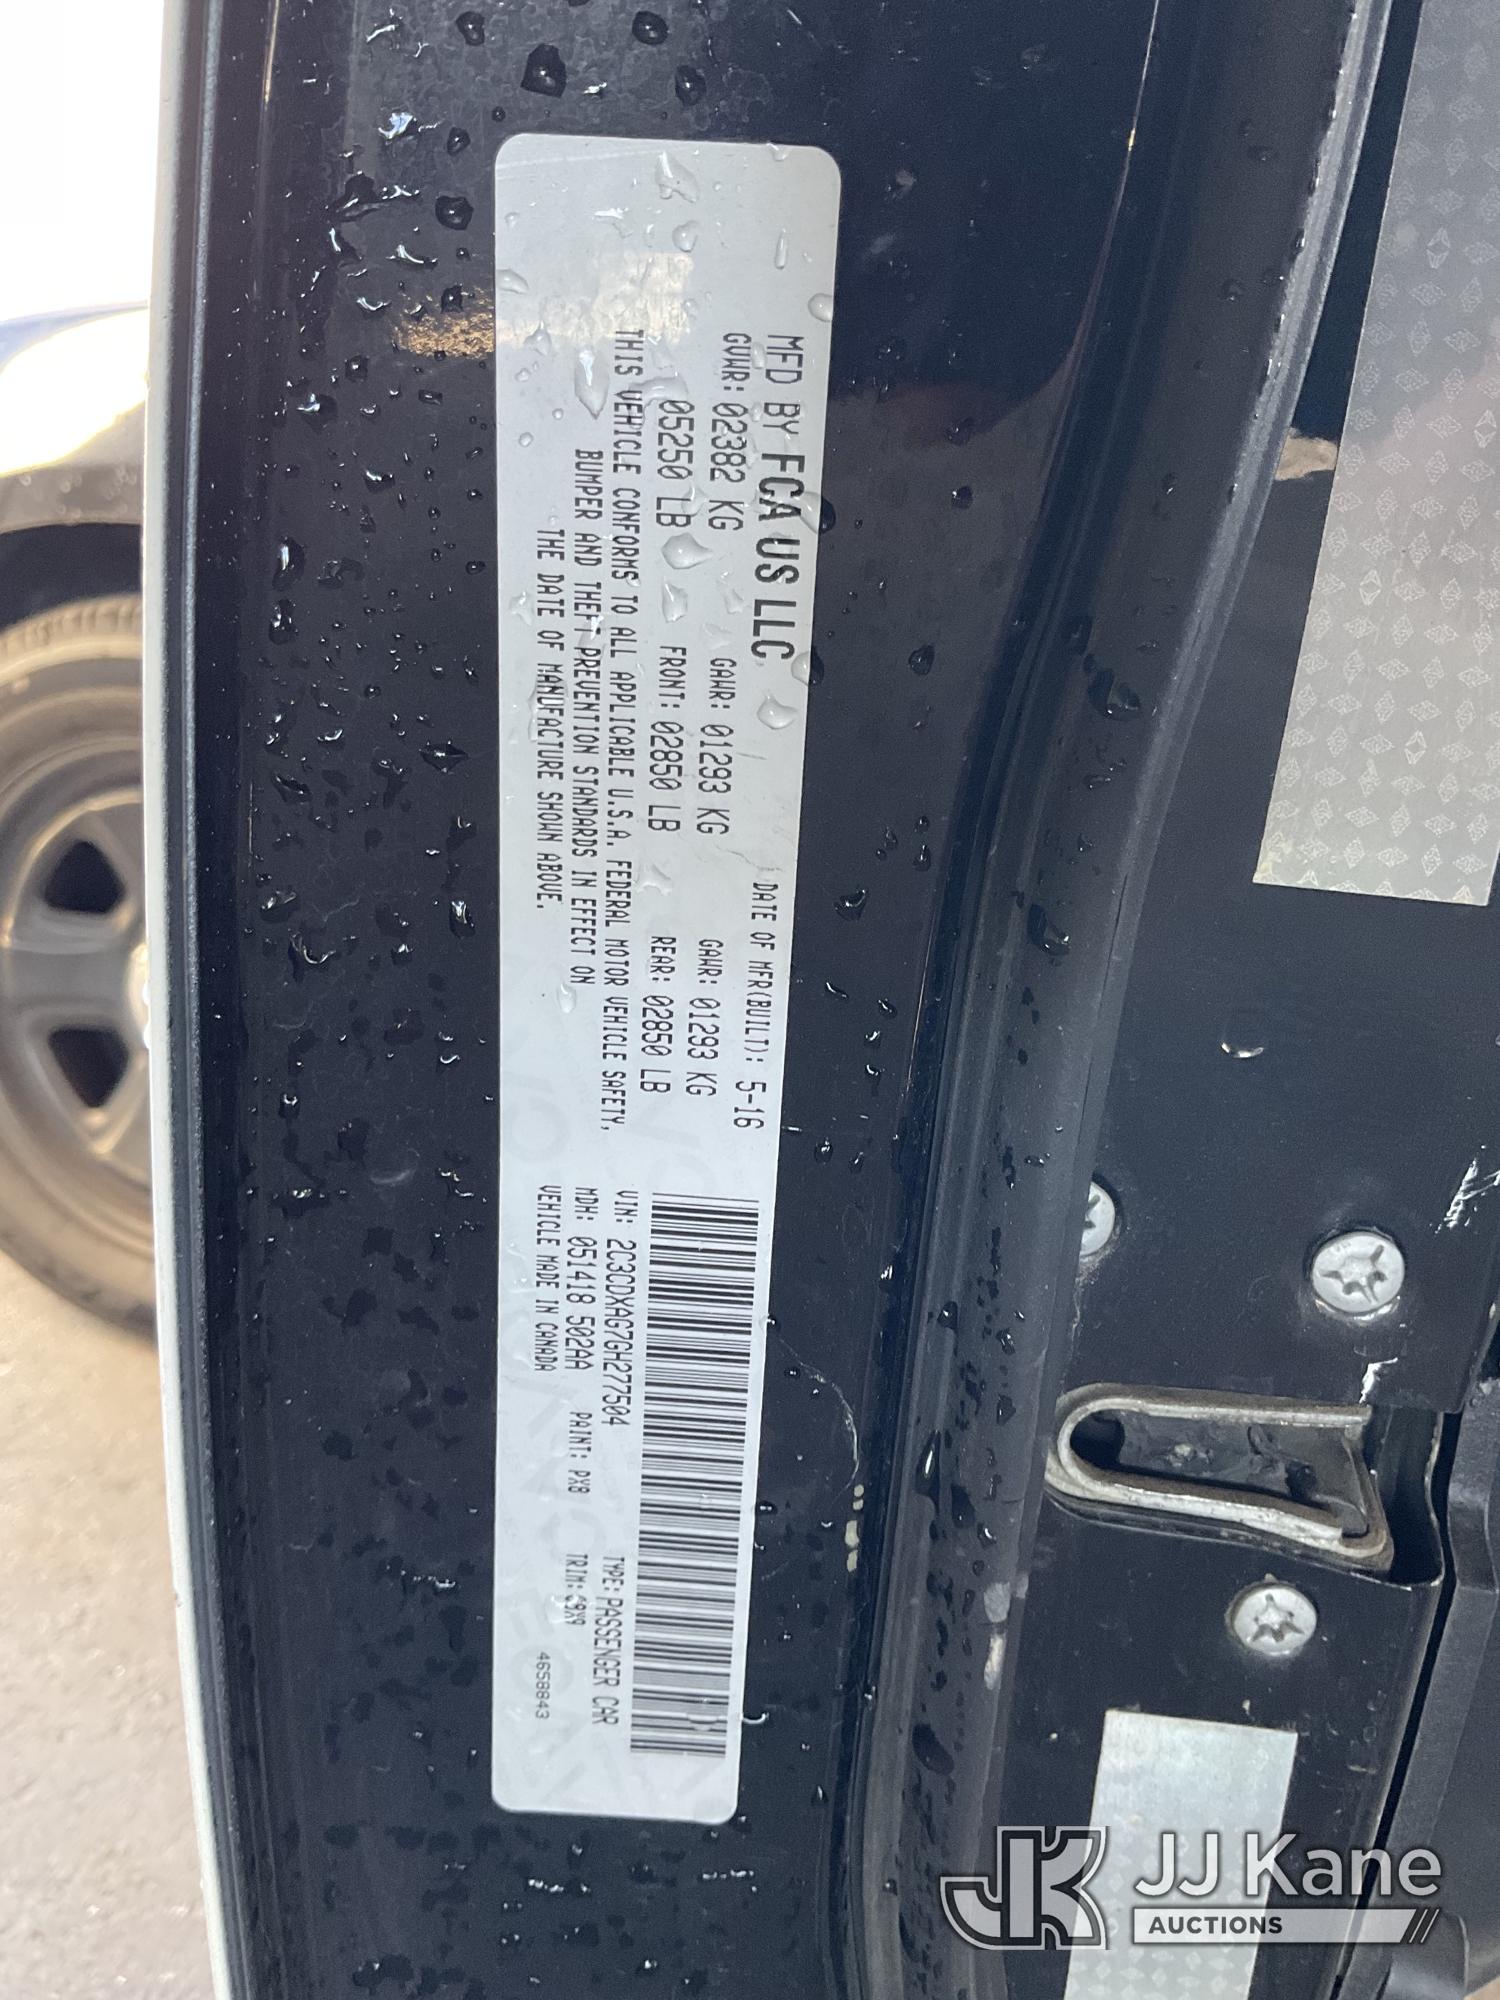 MFD BY FCA US LLC
DATE OF MFR(BUILT): 5-16
GVWR: 02382 KG
GAWR: 01293 KG
GAWR: 01293 KG
05250 LB
FRONT: 02850 LB
REAR: 02850 LB
THIS VEHICLE CONFORMS TO ALL APPLICABLE U.S.A. FEDERAL MOTOR VEHICLE SAFETY,
BUMPER AND THEFT PREVENTION STANDARDS IN EFFECT ON
THE DATE OF MANUFACTURE SHOWN ABOVE.
VIN: 2C3CDXAG7GH277504
TYPE: PASSENGER CAR
MDH: 051418 502AA
PAINT: PX8
TRIM: C9X9
VEHICLE MADE IN CANADA
4658843
JK JJ Kane
AUCTIONS